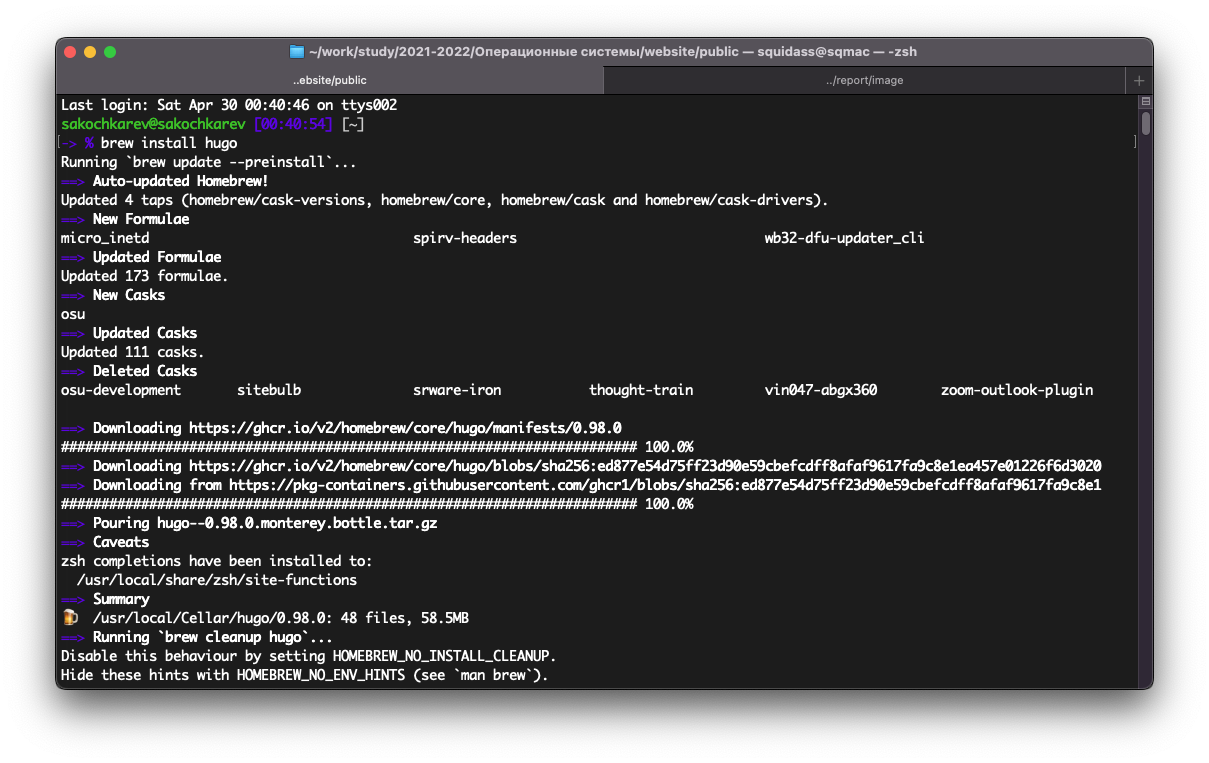 ~/work/study/2021-2022/Операционные системы/website/public — squidass@sqmac — -zsh
..ebsite/public ../report/image
Last login: Sat Apr 30 00:40:46 on ttys002
sakochkarev@sakochkarev [00:40:54] [~]
[-> % brew install hugo ]
Running `brew update --preinstall`...
==> Auto-updated Homebrew!
Updated 4 taps (homebrew/cask-versions, homebrew/core, homebrew/cask and homebrew/cask-drivers).
==> New Formulae
micro_inetd spirv-headers wb32-dfu-updater_cli
==> Updated Formulae
Updated 173 formulae.
==> New Casks
osu
==> Updated Casks
Updated 111 casks.
==> Deleted Casks
osu-development sitebulb srware-iron thought-train vin047-abgx360 zoom-outlook-plugin
==> Downloading https://ghcr.io/v2/homebrew/core/hugo/manifests/0.98.0
######################################################################## 100.0%
==> Downloading https://ghcr.io/v2/homebrew/core/hugo/blobs/sha256:ed877e54d75ff23d90e59cbefcdff8afaf9617fa9c8e1ea457e01226f6d3020
==> Downloading from https://pkg-containers.githubusercontent.com/ghcr1/blobs/sha256:ed877e54d75ff23d90e59cbefcdff8afaf9617fa9c8e1
######################################################################## 100.0%
==> Pouring hugo--0.98.0.monterey.bottle.tar.gz
==> Caveats
zsh completions have been installed to:
/usr/local/share/zsh/site-functions
==> Summary
🍺 /usr/local/Cellar/hugo/0.98.0: 48 files, 58.5MB
==> Running `brew cleanup hugo`...
Disable this behaviour by setting HOMEBREW_NO_INSTALL_CLEANUP.
Hide these hints with HOMEBREW_NO_ENV_HINTS (see `man brew`).